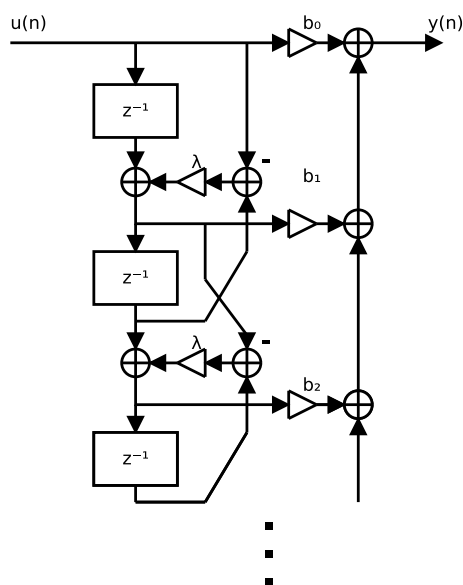 u(n) b₀ y(n)
z⁻¹
λ -
b₁
z⁻¹
λ -
b₂
z⁻¹